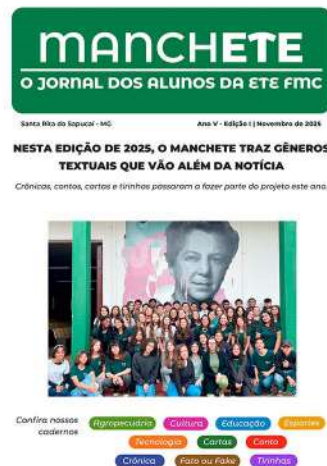 MANCHETE
O JORNAL DOS ALUNOS DA ETE FMC
Santa Rita do Sapucaí - MG
Ano V - Edição I | Novembro de 2025
NESTA EDIÇÃO DE 2025, O MANCHETE TRAZ GÊNEROS
TEXTUAIS QUE VÃO ALÉM DA NOTÍCIA
Crônicas, contos, cartas e tirinhas passaram a fazer parte do projeto este ano.
Confira nossos
cadernos
Agropecuária Cultura Educação Esportes
Tecnologia Cartas Conto
Crônica Fato ou Fake Tirinhas